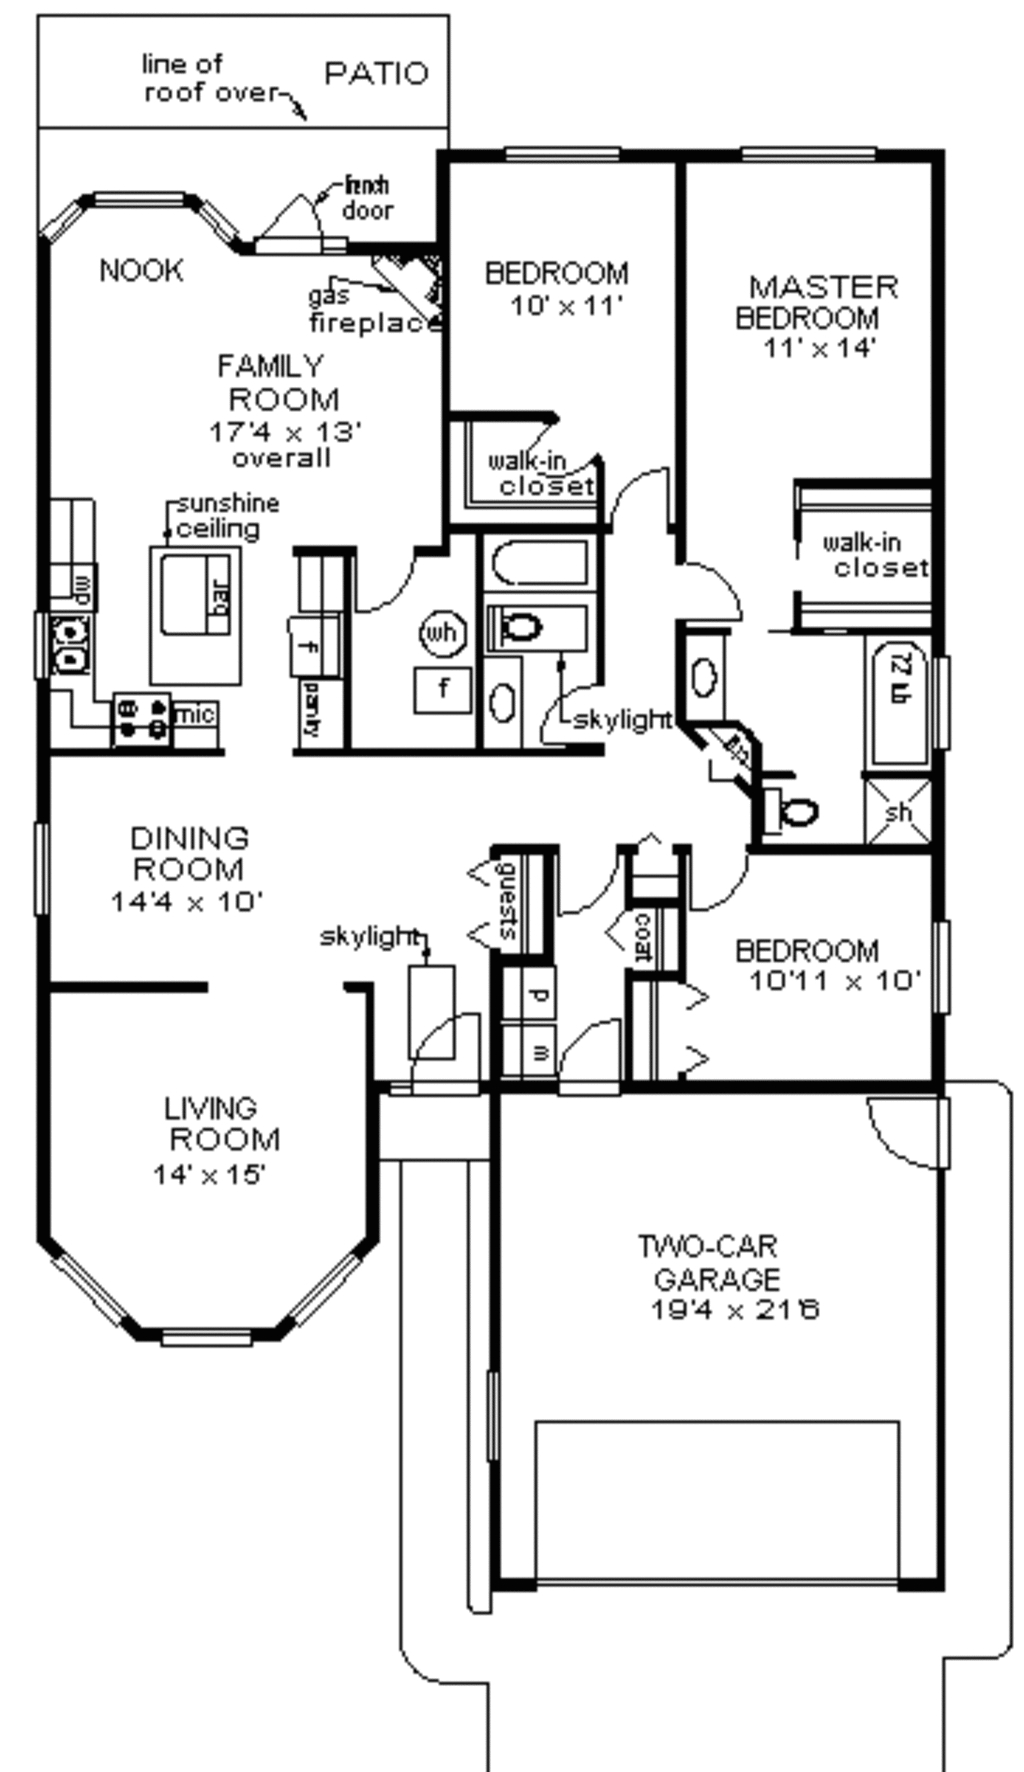 line of
roof over
PATIO
french
door
NOOK
gas
fireplace
BEDROOM
10' x 11'
MASTER
BEDROOM
11' x 14'
FAMILY
ROOM
17'4 x 13'
overall
walk-in
closet
sunshine
ceiling
walk-in
closet
dw
bar
f
wh
f
pantry
mic
skylight
72 tub
sh
DINING
ROOM
14'4 x 10'
guests
skylight
coat
BEDROOM
10'11 x 10'
d
w
LIVING
ROOM
14' x 15'
TWO-CAR
GARAGE
19'4 x 21'6